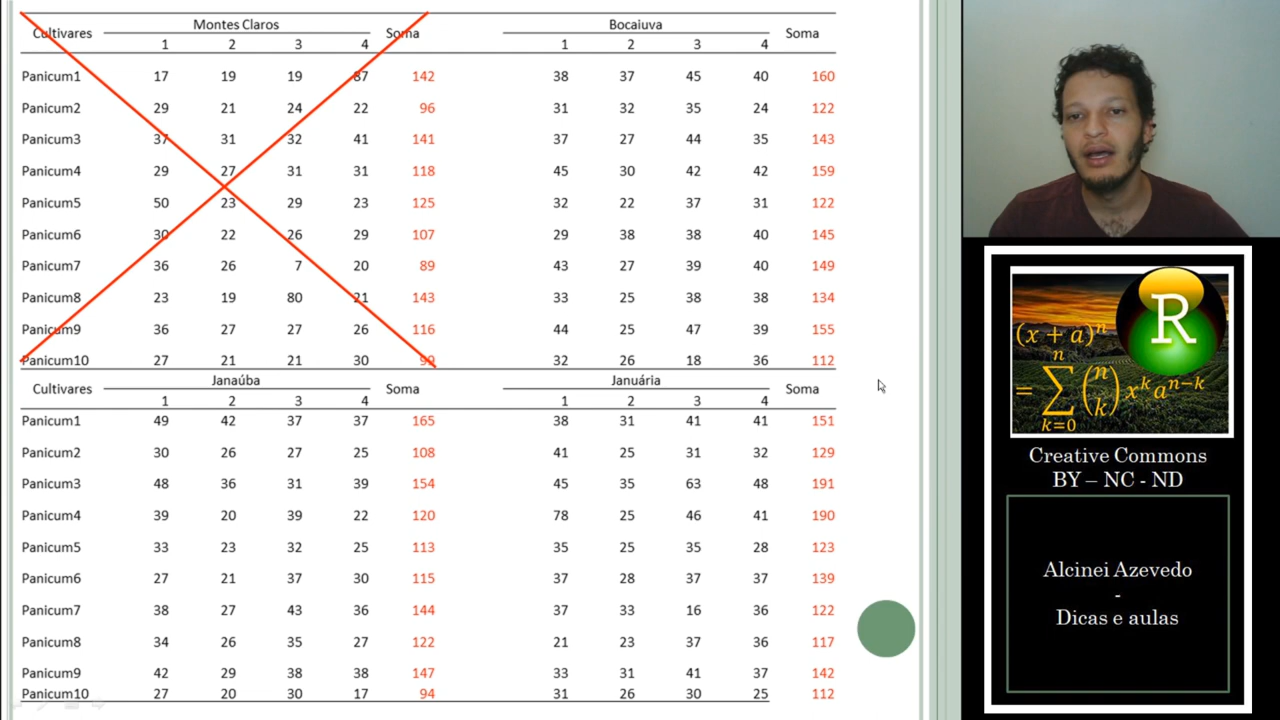 Cultivares Montes Claros Soma Bocaiuva Soma
1 2 3 4 1 2 3 4
Panicum1 17 19 19 87 142 38 37 45 40 160
Panicum2 29 21 24 22 96 31 32 35 24 122
Panicum3 37 31 32 41 141 37 27 44 35 143
Panicum4 29 27 31 31 118 45 30 42 42 159
Panicum5 50 23 29 23 125 32 22 37 31 122
Panicum6 30 22 26 29 107 29 38 38 40 145
Panicum7 36 26 7 20 89 43 27 39 40 149
Panicum8 23 19 80 21 143 33 25 38 38 134
Panicum9 36 27 27 26 116 44 25 47 39 155
Panicum10 27 21 21 30 99 32 26 18 36 112
Cultivares Janaúba Soma Januária Soma
1 2 3 4 1 2 3 4
Panicum1 49 42 37 37 165 38 31 41 41 151
Panicum2 30 26 27 25 108 41 25 31 32 129
Panicum3 48 36 31 39 154 45 35 63 48 191
Panicum4 39 20 39 22 120 78 25 46 41 190
Panicum5 33 23 32 25 113 35 25 35 28 123
Panicum6 27 21 37 30 115 37 28 37 37 139
Panicum7 38 27 43 36 144 37 33 16 36 122
Panicum8 34 26 35 27 122 21 23 37 36 117
Panicum9 42 29 38 38 147 33 31 41 37 142
Panicum10 27 20 30 17 94 31 26 30 25 112
R
(x + a)^n
= ∑_{k=0}^{n} (n k) x^k a^{n-k}
Creative Commons
BY – NC - ND
Alcinei Azevedo
-
Dicas e aulas